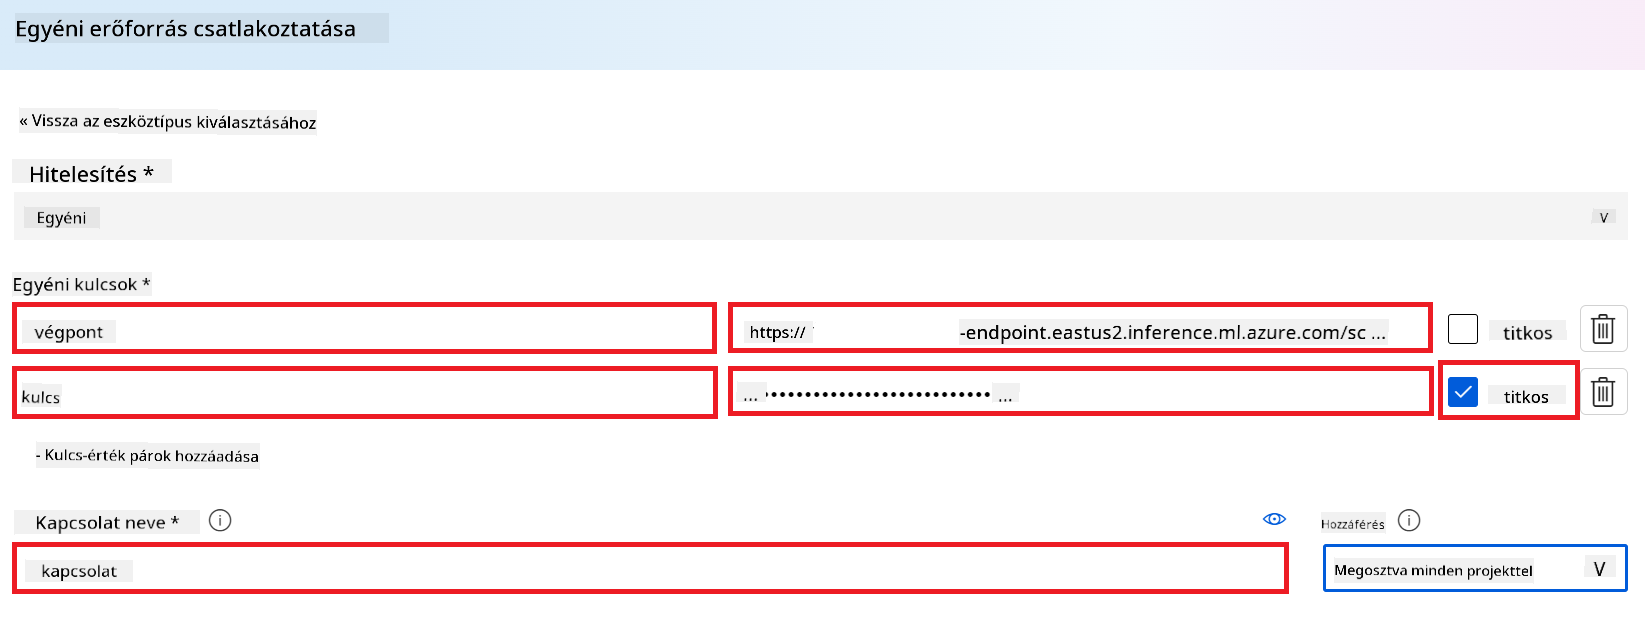 Egyéni erőforrás csatlakoztatása
« Vissza az eszköztípus kiválasztásához
Hitelesítés *
Egyéni V
Egyéni kulcsok *
végpont https:// -endpoint.eastus2.inference.ml.azure.com/sc ... titkos
kulcs ... •••••••••••••••••••••••••• ... titkos
- Kulcs-érték párok hozzáadása
Kapcsolat neve * Hozzáférés
kapcsolat Megosztva minden projekttel V